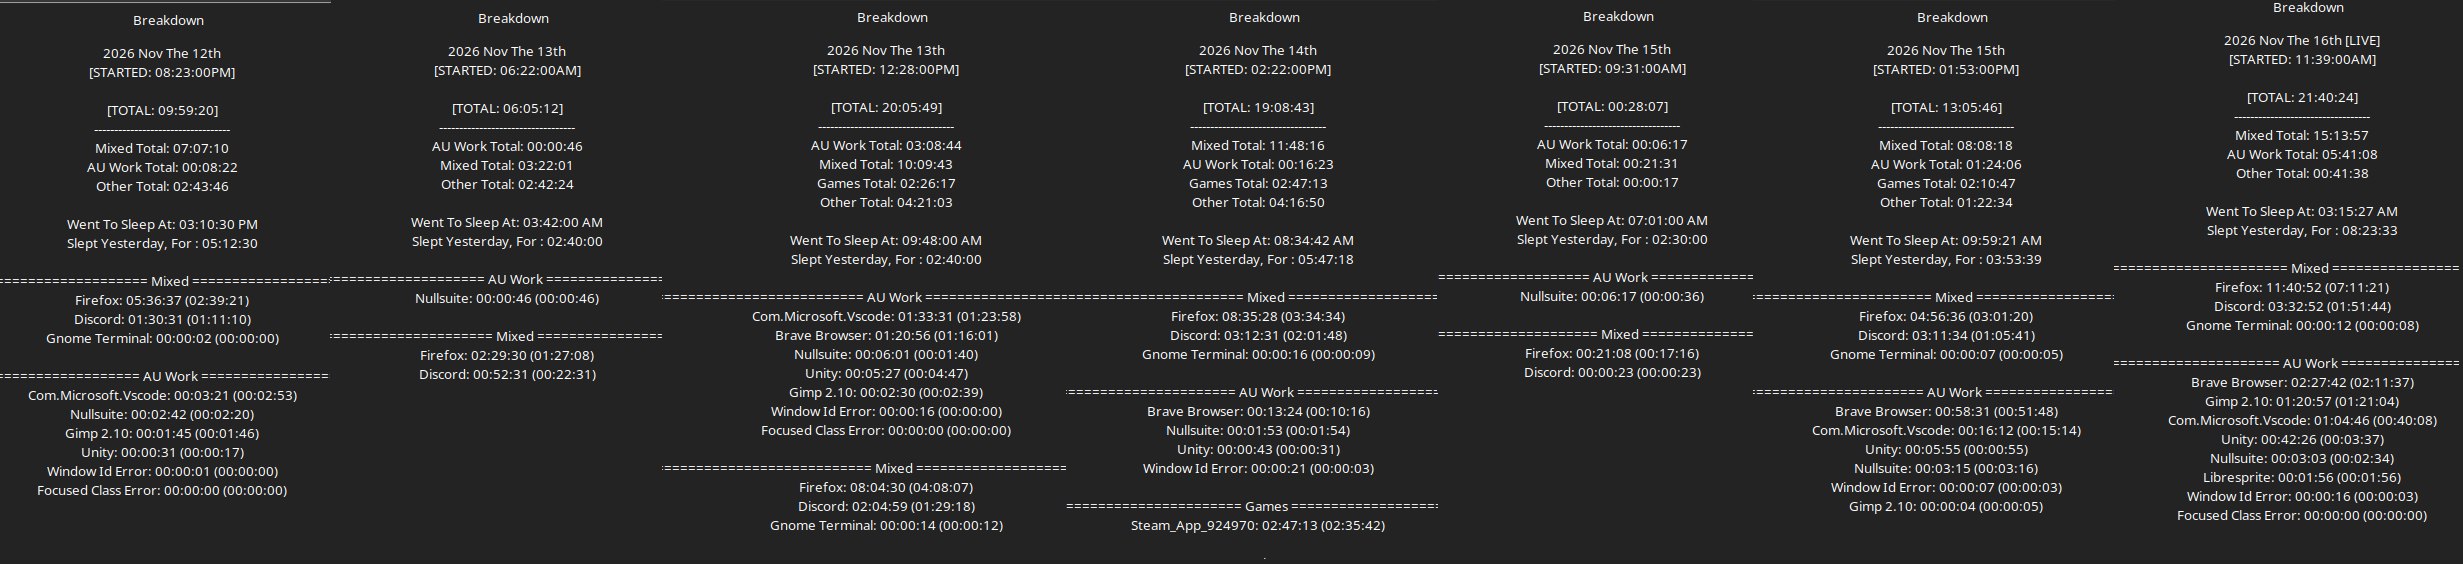 Breakdown
2026 Nov The 12th
[STARTED: 08:23:00PM]
[TOTAL: 09:59:20]
----------------------------------
Mixed Total: 07:07:10
AU Work Total: 00:08:22
Other Total: 02:43:46
Went To Sleep At: 03:10:30 PM
Slept Yesterday, For : 05:12:30
=================== Mixed ==================
Firefox: 05:36:37 (02:39:21)
Discord: 01:30:31 (01:11:10)
Gnome Terminal: 00:00:02 (00:00:00)
================== AU Work ================
Com.Microsoft.Vscode: 00:03:21 (00:02:53)
Nullsuite: 00:02:42 (00:02:20)
Gimp 2.10: 00:01:45 (00:01:46)
Unity: 00:00:31 (00:00:17)
Window Id Error: 00:00:01 (00:00:00)
Focused Class Error: 00:00:00 (00:00:00)
Breakdown
2026 Nov The 13th
[STARTED: 06:22:00AM]
[TOTAL: 06:05:12]
----------------------------------
AU Work Total: 00:00:46
Mixed Total: 03:22:01
Other Total: 02:42:24
Went To Sleep At: 03:42:00 AM
Slept Yesterday, For : 02:40:00
=================== AU Work ===============
Nullsuite: 00:00:46 (00:00:46)
==================== Mixed ================
Firefox: 02:29:30 (01:27:08)
Discord: 00:52:31 (00:22:31)
Breakdown
2026 Nov The 13th
[STARTED: 12:28:00PM]
[TOTAL: 20:05:49]
----------------------------------
AU Work Total: 03:08:44
Mixed Total: 10:09:43
Games Total: 02:26:17
Other Total: 04:21:03
Went To Sleep At: 09:48:00 AM
Slept Yesterday, For : 02:40:00
========================= AU Work =================
Com.Microsoft.Vscode: 01:33:31 (01:23:58)
Brave Browser: 01:20:56 (01:16:01)
Nullsuite: 00:06:01 (00:01:40)
Unity: 00:05:27 (00:04:47)
Gimp 2.10: 00:02:30 (00:02:39)
Window Id Error: 00:00:16 (00:00:00)
Focused Class Error: 00:00:00 (00:00:00)
========================== Mixed ===================
Firefox: 08:04:30 (04:08:07)
Discord: 02:04:59 (01:29:18)
Gnome Terminal: 00:00:14 (00:00:12)
Breakdown
2026 Nov The 14th
[STARTED: 02:22:00PM]
[TOTAL: 19:08:43]
----------------------------------
Mixed Total: 11:48:16
AU Work Total: 00:16:23
Games Total: 02:47:13
Other Total: 04:16:50
Went To Sleep At: 08:34:42 AM
Slept Yesterday, For : 05:47:18
====================== Mixed ===================
Firefox: 08:35:28 (03:34:34)
Discord: 03:12:31 (02:01:48)
Gnome Terminal: 00:00:16 (00:00:09)
===================== AU Work ==================
Brave Browser: 00:13:24 (00:10:16)
Nullsuite: 00:01:53 (00:01:54)
Unity: 00:00:43 (00:00:31)
Window Id Error: 00:00:21 (00:00:03)
====================== Games ==================
Steam_App_924970: 02:47:13 (02:35:42)
Breakdown
2026 Nov The 15th
[STARTED: 09:31:00AM]
[TOTAL: 00:28:07]
----------------------------------
AU Work Total: 00:06:17
Mixed Total: 00:21:31
Other Total: 00:00:17
Went To Sleep At: 07:01:00 AM
Slept Yesterday, For : 02:30:00
=================== AU Work =============
Nullsuite: 00:06:17 (00:00:36)
==================== Mixed ==============
Firefox: 00:21:08 (00:17:16)
Discord: 00:00:23 (00:00:23)
Breakdown
2026 Nov The 15th
[STARTED: 01:53:00PM]
[TOTAL: 13:05:46]
----------------------------------
Mixed Total: 08:08:18
AU Work Total: 01:24:06
Games Total: 02:10:47
Other Total: 01:22:34
Went To Sleep At: 09:59:21 AM
Slept Yesterday, For : 03:53:39
====================== Mixed =================
Firefox: 04:56:36 (03:01:20)
Discord: 03:11:34 (01:05:41)
Gnome Terminal: 00:00:07 (00:00:05)
===================== AU Work ================
Brave Browser: 00:58:31 (00:51:48)
Com.Microsoft.Vscode: 00:16:12 (00:15:14)
Unity: 00:05:55 (00:00:55)
Nullsuite: 00:03:15 (00:03:16)
Window Id Error: 00:00:07 (00:00:03)
Gimp 2.10: 00:00:04 (00:00:05)
Breakdown
2026 Nov The 16th [LIVE]
[STARTED: 11:39:00AM]
[TOTAL: 21:40:24]
----------------------------------
Mixed Total: 15:13:57
AU Work Total: 05:41:08
Other Total: 00:41:38
Went To Sleep At: 03:15:27 AM
Slept Yesterday, For : 08:23:33
====================== Mixed ================
Firefox: 11:40:52 (07:11:21)
Discord: 03:32:52 (01:51:44)
Gnome Terminal: 00:00:12 (00:00:08)
===================== AU Work ===============
Brave Browser: 02:27:42 (02:11:37)
Gimp 2.10: 01:20:57 (01:21:04)
Com.Microsoft.Vscode: 01:04:46 (00:40:08)
Unity: 00:42:26 (00:03:37)
Nullsuite: 00:03:03 (00:02:34)
Libresprite: 00:01:56 (00:01:56)
Window Id Error: 00:00:16 (00:00:03)
Focused Class Error: 00:00:00 (00:00:00)